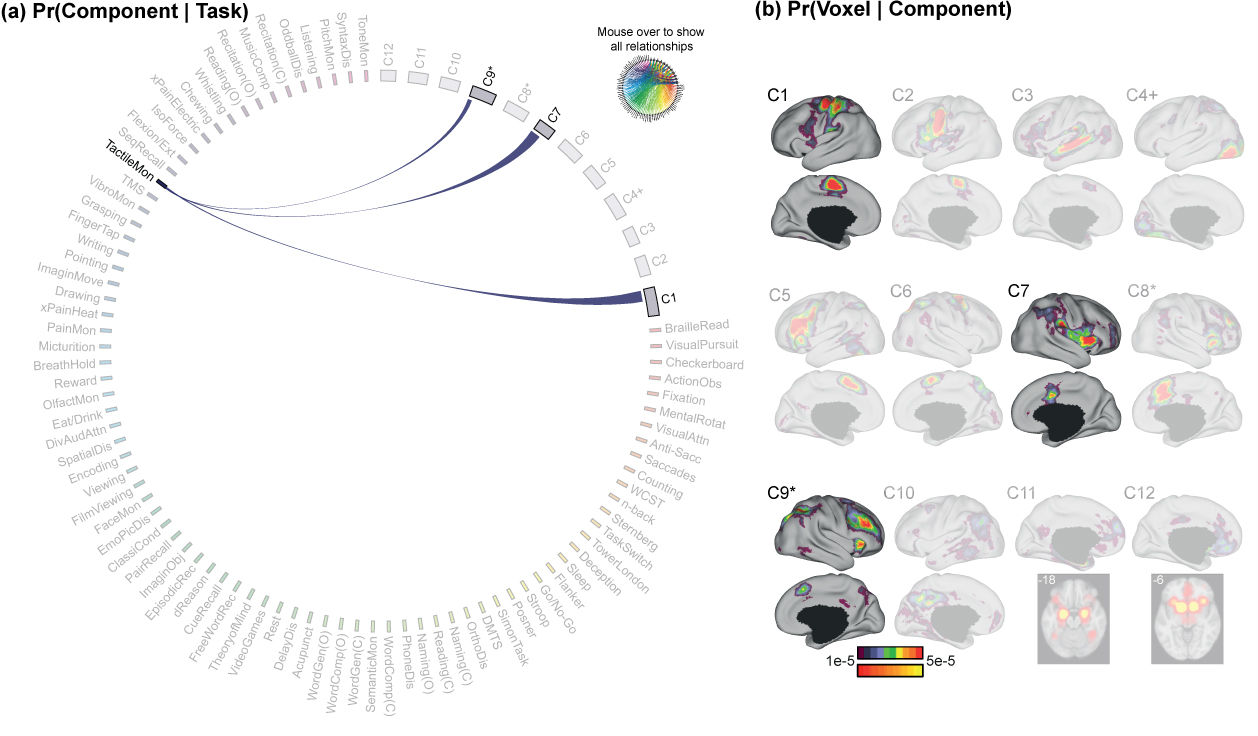 (a) Pr(Component | Task)
(b) Pr(Voxel | Component)
Mouse over to show
all relationships
C12
C11
C10
C9*
C8*
C7
C6
C5
C4+
C3
C2
C1
BrailleRead
VisualPursuit
Checkerboard
ActionObs
Fixation
MentalRotat
VisualAttn
Anti-Sacc
Saccades
Counting
WCST
n-back
Sternberg
TaskSwitch
TowerLondon
Deception
Sleep
Flanker
Go/No-Go
Stroop
Posner
SimonTask
DMTS
OrthoDis
Naming(C)
Reading(C)
Naming(O)
PhoneDis
WordComp(C)
SemanticMon
WordGen(C)
WordComp(O)
WordGen(O)
Acupunct
DelayDis
Rest
VideoGames
TheoryofMind
FreeWordRec
CueRecall
dReason
EpisodicRec
ImaginObj
PairRecall
ClassiCond
EmoPicDis
FaceMon
FilmViewing
Viewing
Encoding
SpatialDis
DivAudAttn
Eat/Drink
OlfactMon
Reward
BreathHold
Micturition
PainMon
xPainHeat
Drawing
ImaginMove
Pointing
Writing
FingerTap
Grasping
VibroMon
TMS
TactileMon
SeqRecall
Flexion/Ext
IsoForce
xPainElectric
Chewing
Whistling
Reading(O)
Recitation(O)
MusicComp
Recitation(C)
OddballDis
Listening
PitchMon
SyntaxDis
ToneMon
C1
C2
C3
C4+
C5
C6
C7
C8*
C9*
C10
C11
C12
-18
-6
1e-5
5e-5